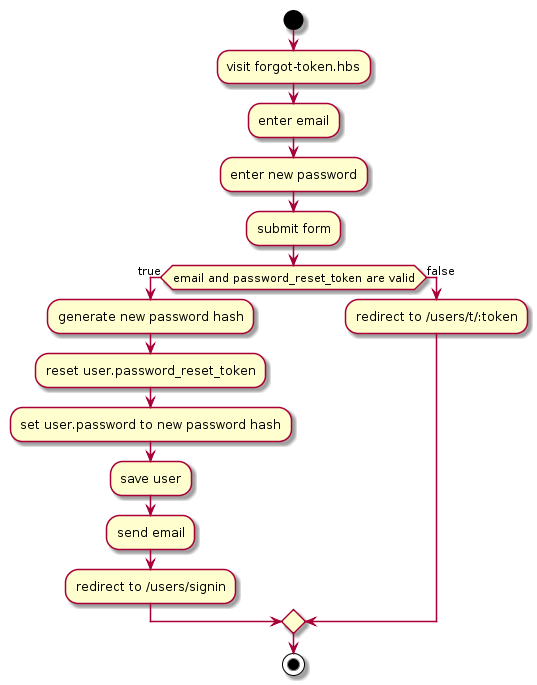 visit forgot-token.hbs
enter email
enter new password
submit form
true
email and password_reset_token are valid
false
generate new password hash
redirect to /users/t/:token
reset user.password_reset_token
set user.password to new password hash
save user
send email
redirect to /users/signin